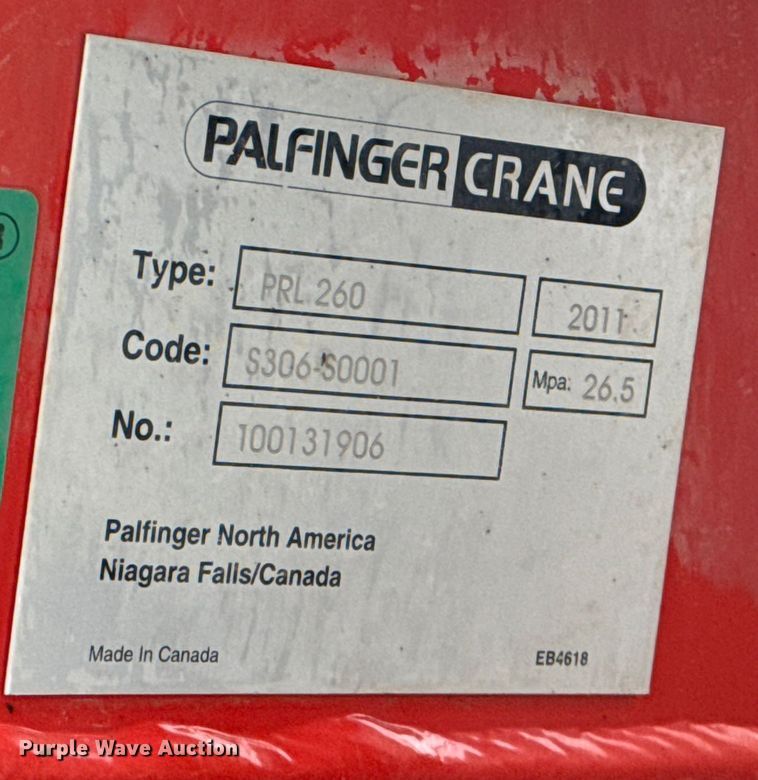 PALFINGER CRANE
Type: PRL 260 2011
Code: S306-S0001 Mpa: 26.5
No.: 100131906
Palfinger North America
Niagara Falls/Canada
Made In Canada EB4618
Purple Wave Auction